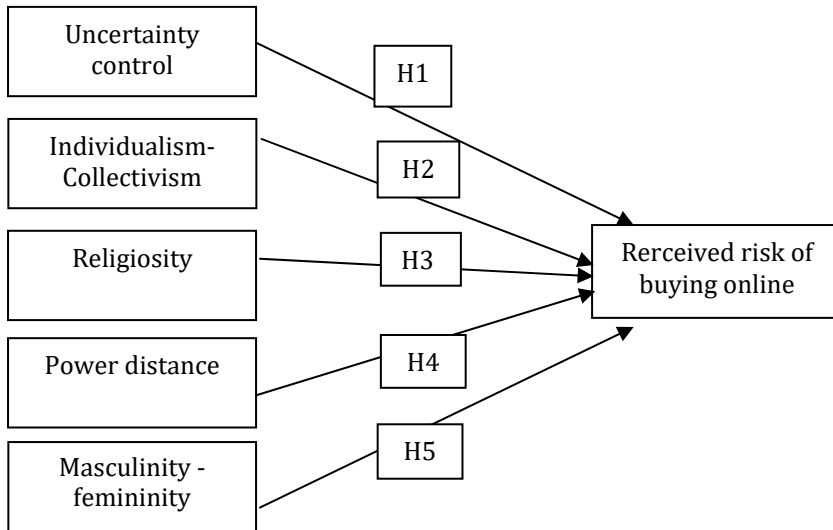 Uncertainty
control
H1
Individualism-
Collectivism
H2
Religiosity
H3
Rerceived risk of
buying online
Power distance
H4
Masculinity -
femininity
H5